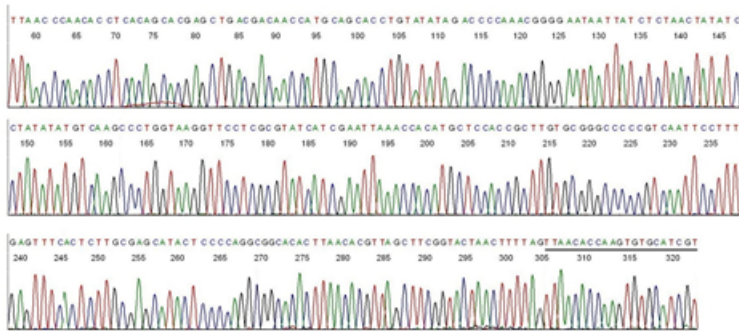 TTAACCCAACACCTCACAGCACGAGCTGACGACAACCATGCAGCACCTGTATATAGACCCCAAACGGGGAATAATTATCTCTAACTATATC
60 65 70 75 80 85 90 95 100 105 110 115 120 125 130 135 140 145
CTATATATGTCAAGCCCTGGTAAGGTTCCTCGCGTATCATCGAATTAAACCACATGCTCCACCGCTTGTGCGGGCCCCCGTCAATTCCTTT
150 155 160 165 170 175 180 185 190 195 200 205 210 215 220 225 230 235
GAGTTTCACTCTTGCGAGCATACTCCCCAGGCGGCACACTTAACACGTTAGCTTCGGTACTAACTTTTAGTTAACACCAAGTGTGCATCGT
240 245 250 255 260 265 270 275 280 285 290 295 300 305 310 315 320